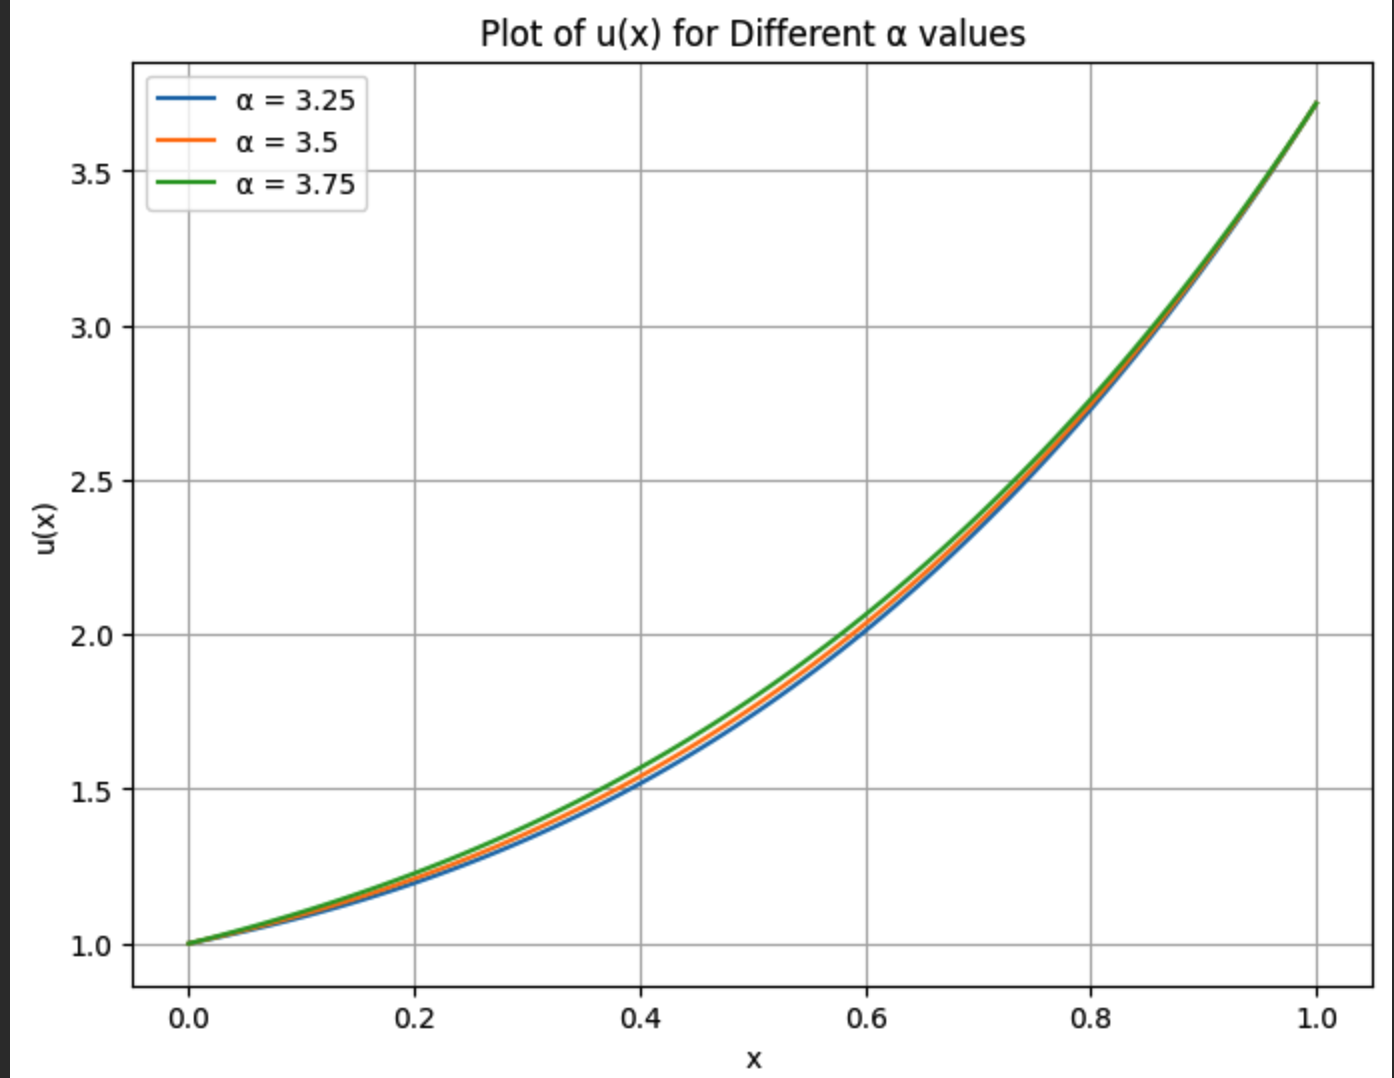 Plot of u(x) for Different α values
α = 3.25
α = 3.5
α = 3.75
3.5
3.0
2.5
2.0
1.5
1.0
u(x)
0.0 0.2 0.4 0.6 0.8 1.0
x